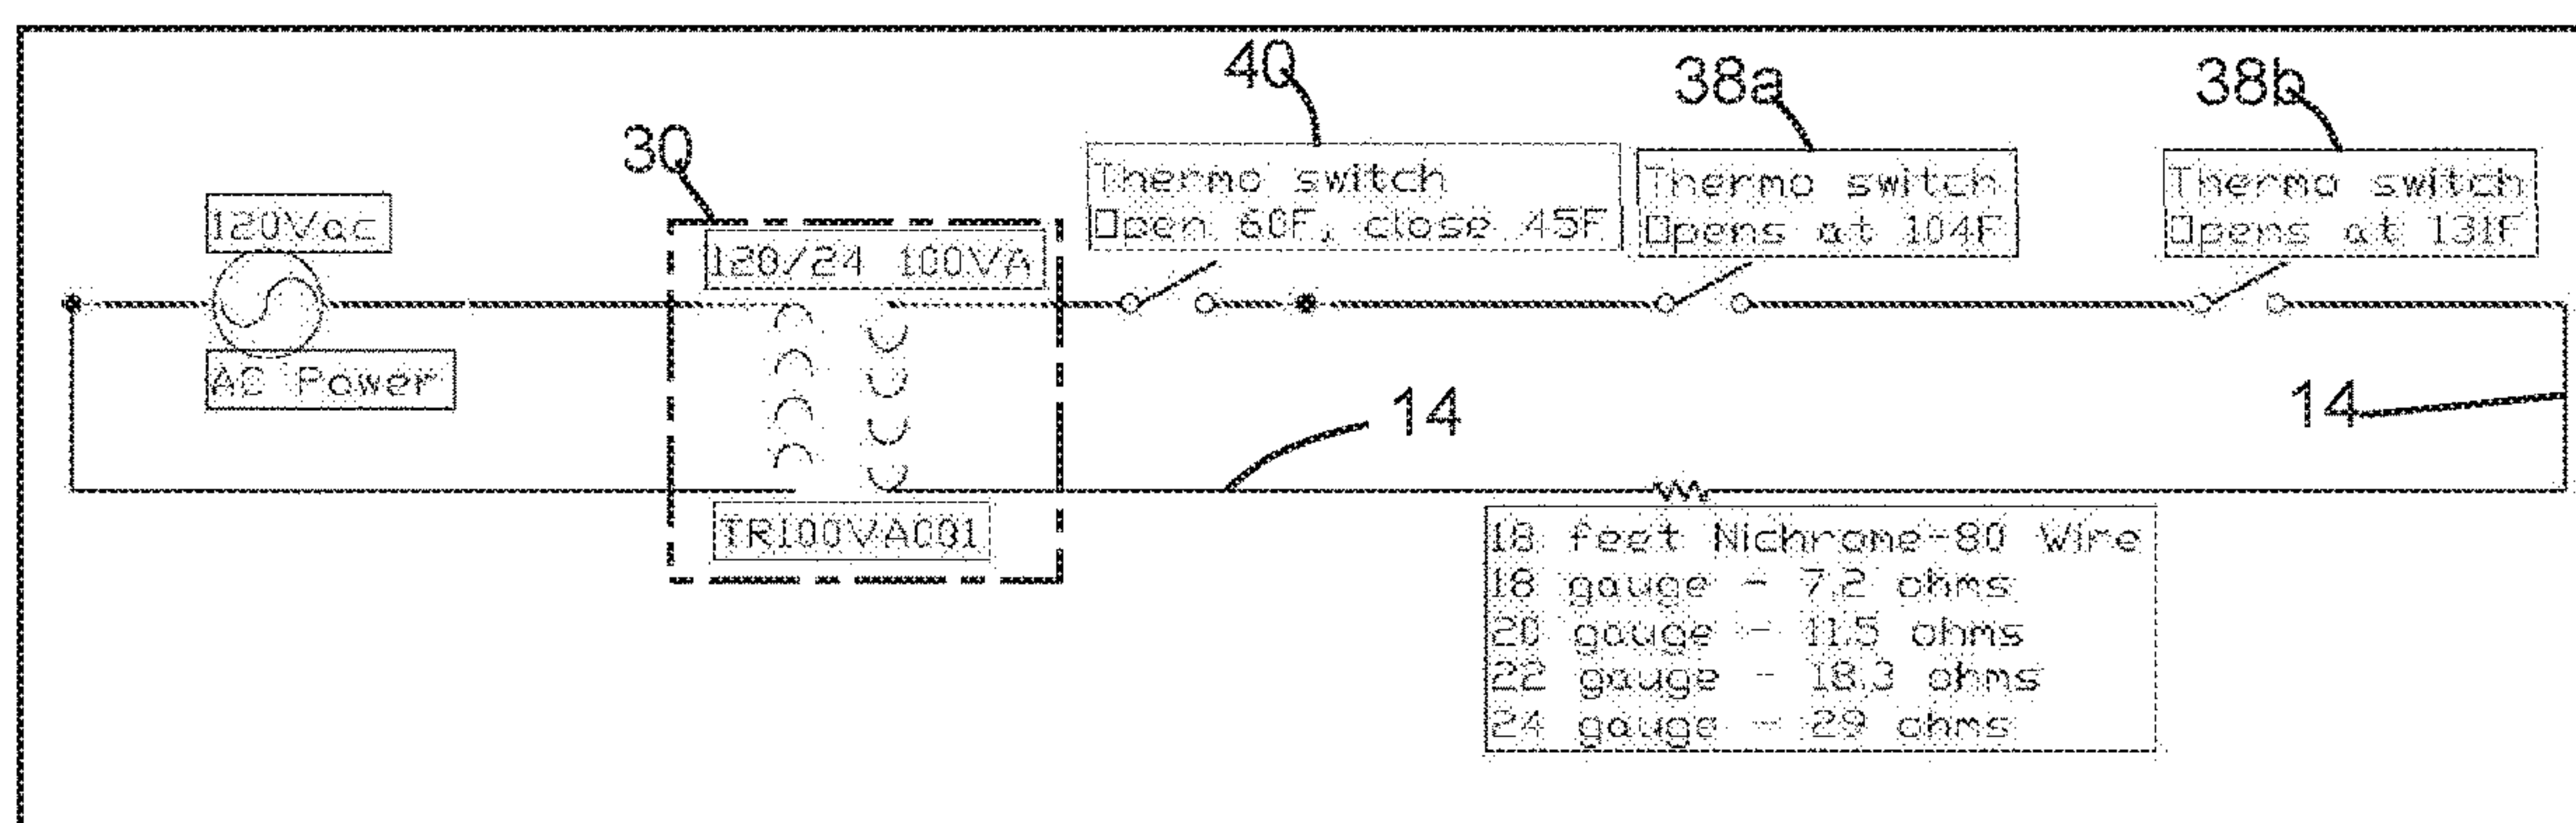 40
38a
38b
30
Thermo switch
Open 60F, close 45F
Thermo switch
Opens at 104F
Thermo switch
Opens at 131F
120Vac
120/24 100VA
AC Power
14
14
TR100VA001
18 feet Nichrome-80 Wire
18 gauge - 7.2 ohms
20 gauge - 11.5 ohms
22 gauge - 18.3 ohms
24 gauge - 29 ohms